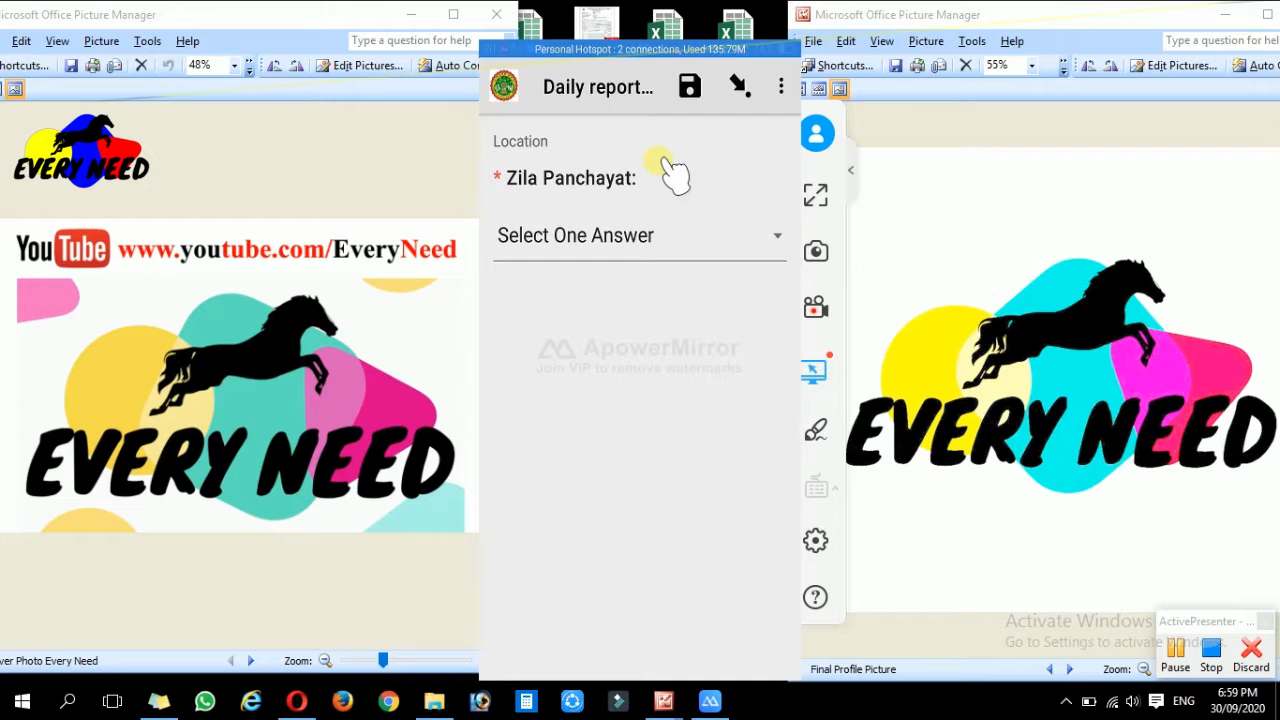 Microsoft Office Picture Manager
Edit View Picture Tools Help
Type a question for help
48%
Edit Pictures...
Auto
EVERY NEED
YouTube www.youtube.com/EveryNeed
EVERY NEED
ver Photo Every Need
Zoom:
Personal Hotspot : 2 connections, Used 135.79M
Daily report...
Location
* Zila Panchayat:
Select One Answer
ApowerMirror
Join VIP to remove watermarks
Microsoft Office Picture Manager
File Edit View Picture Tools Help
Type a question
Shortcuts...
55%
Edit Pictures...
Auto Co
EVERY NEED
Activate Windows
Go to Settings to activate Windows.
ActivePresenter - ...
Pause Stop Discard
Final Profile Picture
Zoom:
ENG
6:59 PM
30/09/2020